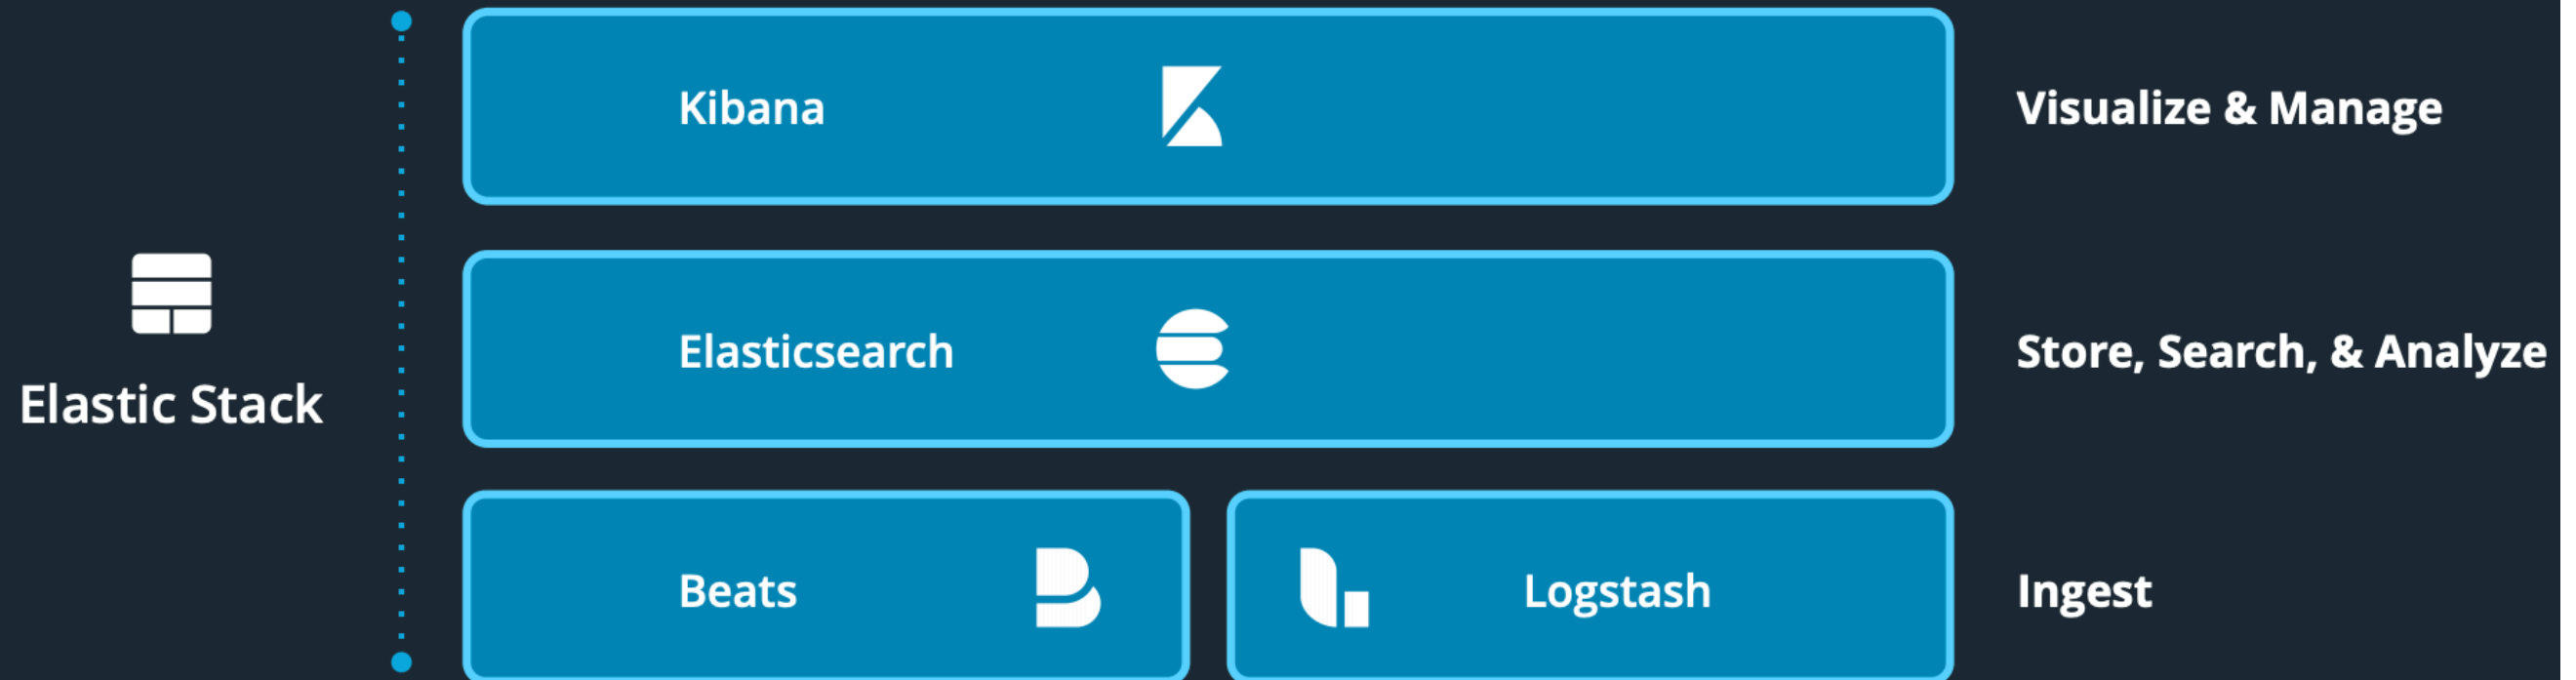 Kibana
Visualize & Manage
Elastic Stack
Elasticsearch
Store, Search, & Analyze
Beats
Logstash
Ingest